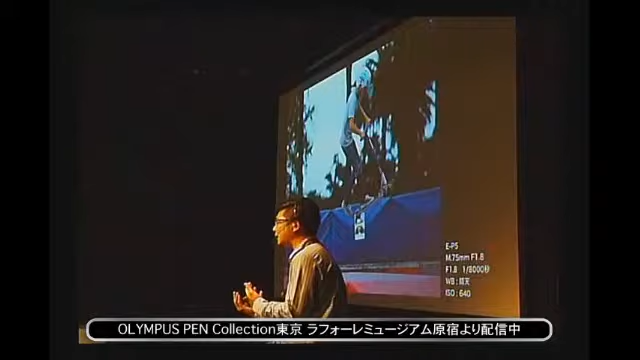 E-P5
M.75mm F1.8
F1.8 1/8000秒
WB : 晴天
ISO : 640
OLYMPUS PEN Collection東京 ラフォーレミュージアム原宿より配信中